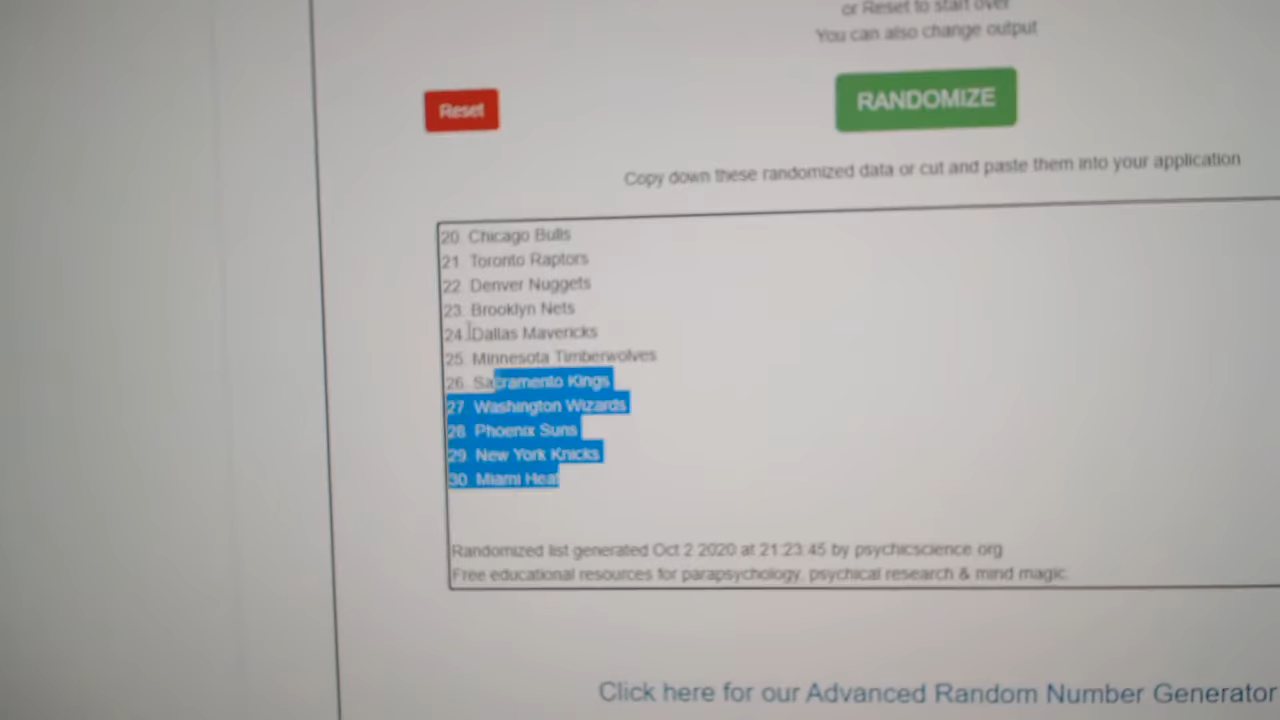 or Reset to start over
You can also change output
Reset
RANDOMIZE
Copy down these randomized data or cut and paste them into your application
20. Chicago Bulls
21. Toronto Raptors
22. Denver Nuggets
23. Brooklyn Nets
24. Dallas Mavericks
25. Minnesota Timberwolves
26. Sacramento Kings
27. Washington Wizards
28. Phoenix Suns
29. New York Knicks
30. Miami Heat
Randomized list generated Oct 2 2020 at 21:23:45 by psychicscience.org
Free educational resources for parapsychology, psychical research & mind magic.
Click here for our Advanced Random Number Generator